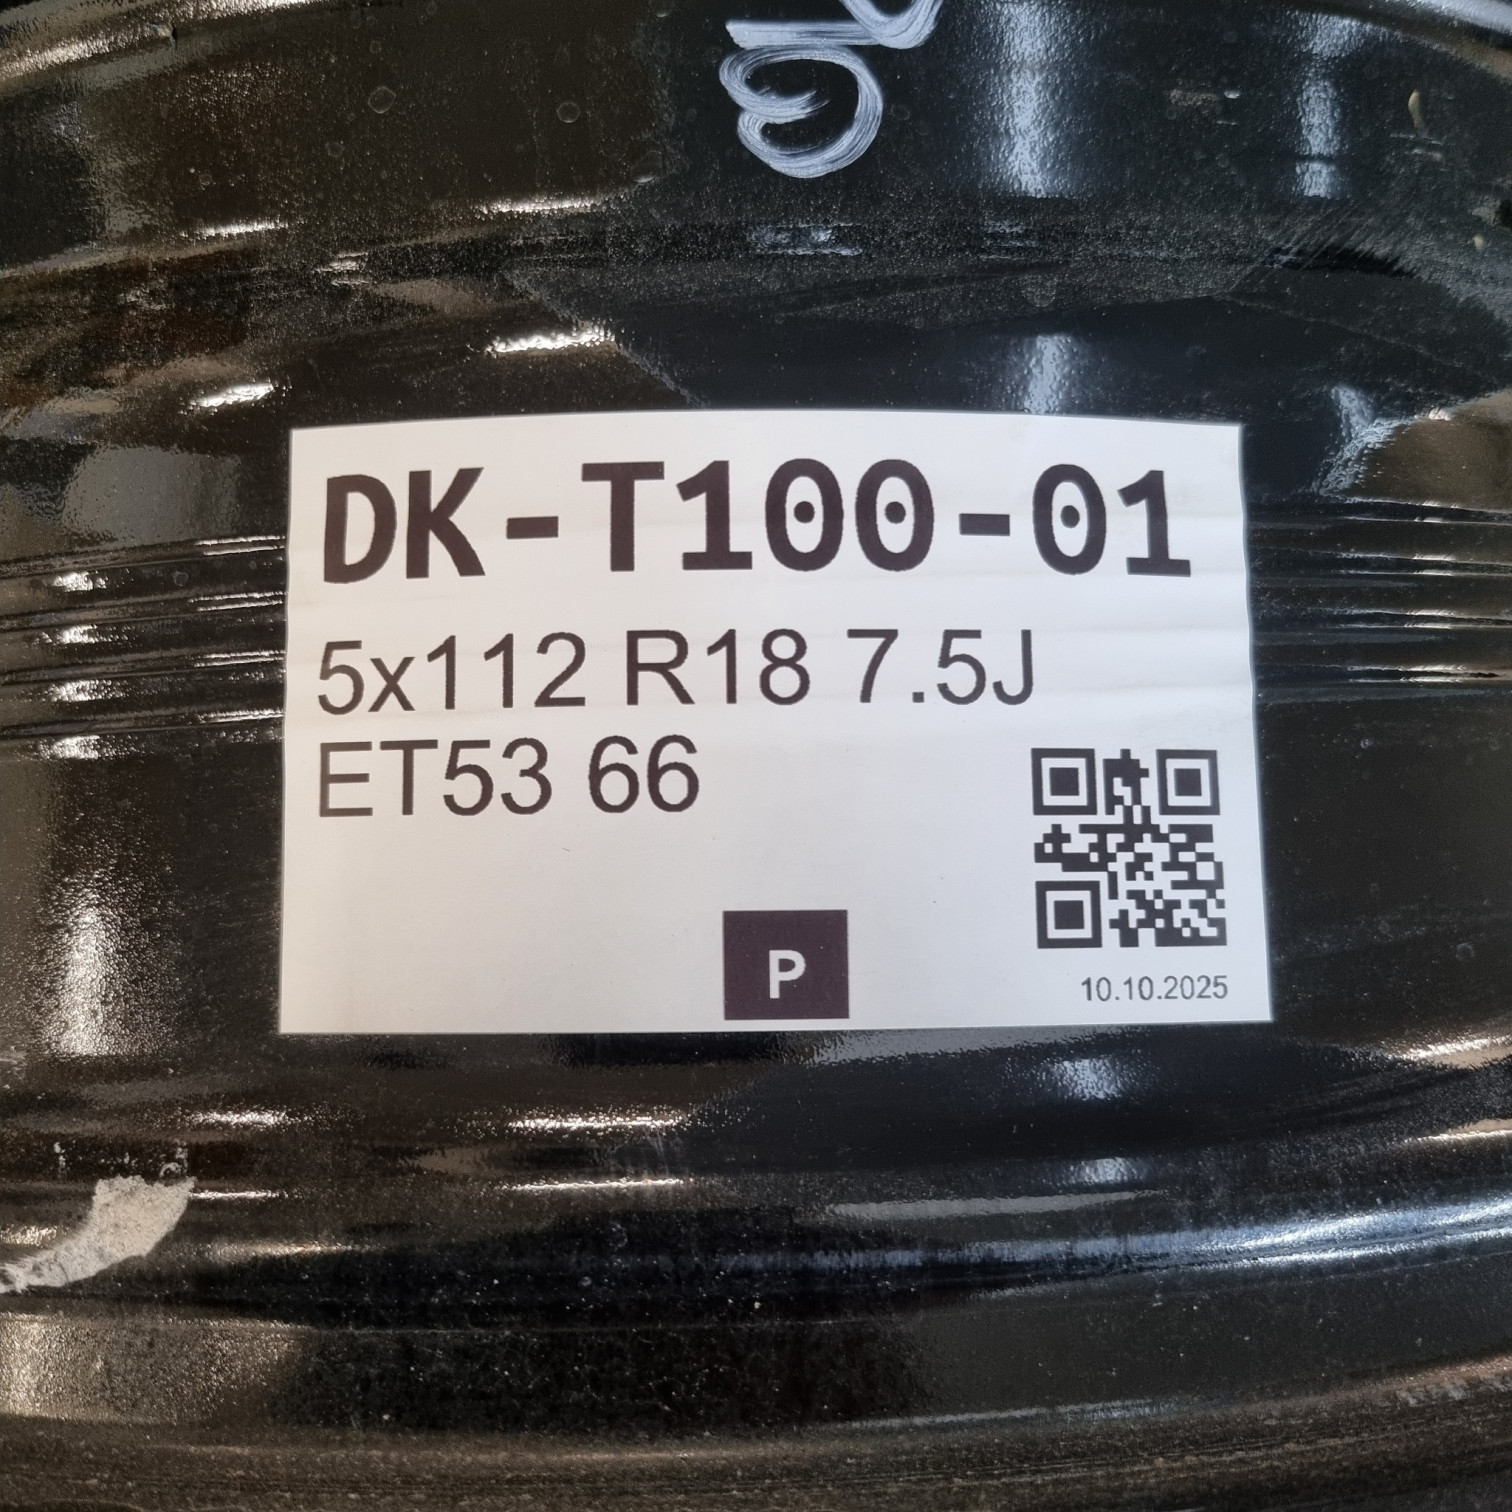 DK-T100-01
5x112 R18 7.5J
ET53 66
P
10.10.2025